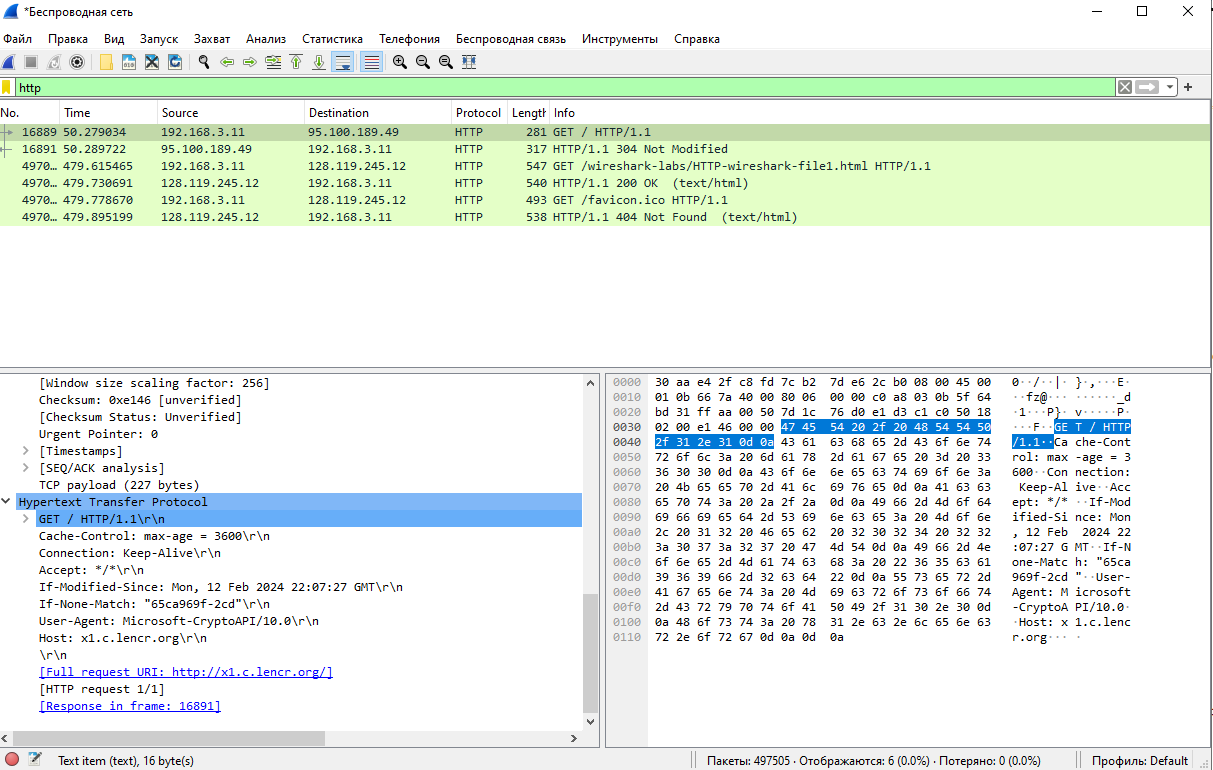 *Беспроводная сеть
Файл Правка Вид Запуск Захват Анализ Статистика Телефония Беспроводная связь Инструменты Справка
http
No. Time Source Destination Protocol Length Info
16889 50.279034 192.168.3.11 95.100.189.49 HTTP 281 GET / HTTP/1.1
16891 50.289722 95.100.189.49 192.168.3.11 HTTP 317 HTTP/1.1 304 Not Modified
4970… 479.615465 192.168.3.11 128.119.245.12 HTTP 547 GET /wireshark-labs/HTTP-wireshark-file1.html HTTP/1.1
4970… 479.730691 128.119.245.12 192.168.3.11 HTTP 540 HTTP/1.1 200 OK (text/html)
4970… 479.778670 192.168.3.11 128.119.245.12 HTTP 493 GET /favicon.ico HTTP/1.1
4970… 479.895199 128.119.245.12 192.168.3.11 HTTP 538 HTTP/1.1 404 Not Found (text/html)
[Window size scaling factor: 256]
Checksum: 0xe146 [unverified]
[Checksum Status: Unverified]
Urgent Pointer: 0
[Timestamps]
[SEQ/ACK analysis]
TCP payload (227 bytes)
Hypertext Transfer Protocol
GET / HTTP/1.1\r\n
Cache-Control: max-age = 3600\r\n
Connection: Keep-Alive\r\n
Accept: */*\r\n
If-Modified-Since: Mon, 12 Feb 2024 22:07:27 GMT\r\n
If-None-Match: "65ca969f-2cd"\r\n
User-Agent: Microsoft-CryptoAPI/10.0\r\n
Host: x1.c.lencr.org\r\n
\r\n
[Full request URI: http://x1.c.lencr.org/]
[HTTP request 1/1]
[Response in frame: 16891]
0000 30 aa e4 2f c8 fd 7c b2 7d e6 2c b0 08 00 45 00 0··/··|· }·,···E·
0010 01 0b 66 7a 40 00 80 06 00 00 c0 a8 03 0b 5f 64 ··fz@··· ······_d
0020 bd 31 ff aa 00 50 7d 1c 76 d0 e1 d3 c1 c0 50 18 ·1···P}· v·····P·
0030 02 00 e1 46 00 00 47 45 54 20 2f 20 48 54 54 50 ···F··GE T / HTTP
0040 2f 31 2e 31 0d 0a 43 61 63 68 65 2d 43 6f 6e 74 /1.1··Ca che-Cont
0050 72 6f 6c 3a 20 6d 61 78 2d 61 67 65 20 3d 20 33 rol: max -age = 3
0060 36 30 30 0d 0a 43 6f 6e 6e 65 63 74 69 6f 6e 3a 600··Con nection:
0070 20 4b 65 65 70 2d 41 6c 69 76 65 0d 0a 41 63 63 Keep-Al ive··Acc
0080 65 70 74 3a 20 2a 2f 2a 0d 0a 49 66 2d 4d 6f 64 ept: */* ··If-Mod
0090 69 66 69 65 64 2d 53 69 6e 63 65 3a 20 4d 6f 6e ified-Si nce: Mon
00a0 2c 20 31 32 20 46 65 62 20 32 30 32 34 20 32 32 , 12 Feb 2024 22
00b0 3a 30 37 3a 32 37 20 47 4d 54 0d 0a 49 66 2d 4e :07:27 G MT··If-N
00c0 6f 6e 65 2d 4d 61 74 63 68 3a 20 22 36 35 63 61 one-Matc h: "65ca
00d0 39 36 39 66 2d 32 63 64 22 0d 0a 55 73 65 72 2d 969f-2cd "··User-
00e0 41 67 65 6e 74 3a 20 4d 69 63 72 6f 73 6f 66 74 Agent: M icrosoft
00f0 2d 43 72 79 70 74 6f 41 50 49 2f 31 30 2e 30 0d -CryptoA PI/10.0·
0100 0a 48 6f 73 74 3a 20 78 31 2e 63 2e 6c 65 6e 63 ·Host: x 1.c.lenc
0110 72 2e 6f 72 67 0d 0a 0d 0a r.org··· ·
Text item (text), 16 byte(s)
Пакеты: 497505 · Отображаются: 6 (0.0%) · Потеряно: 0 (0.0%)
Профиль: Default